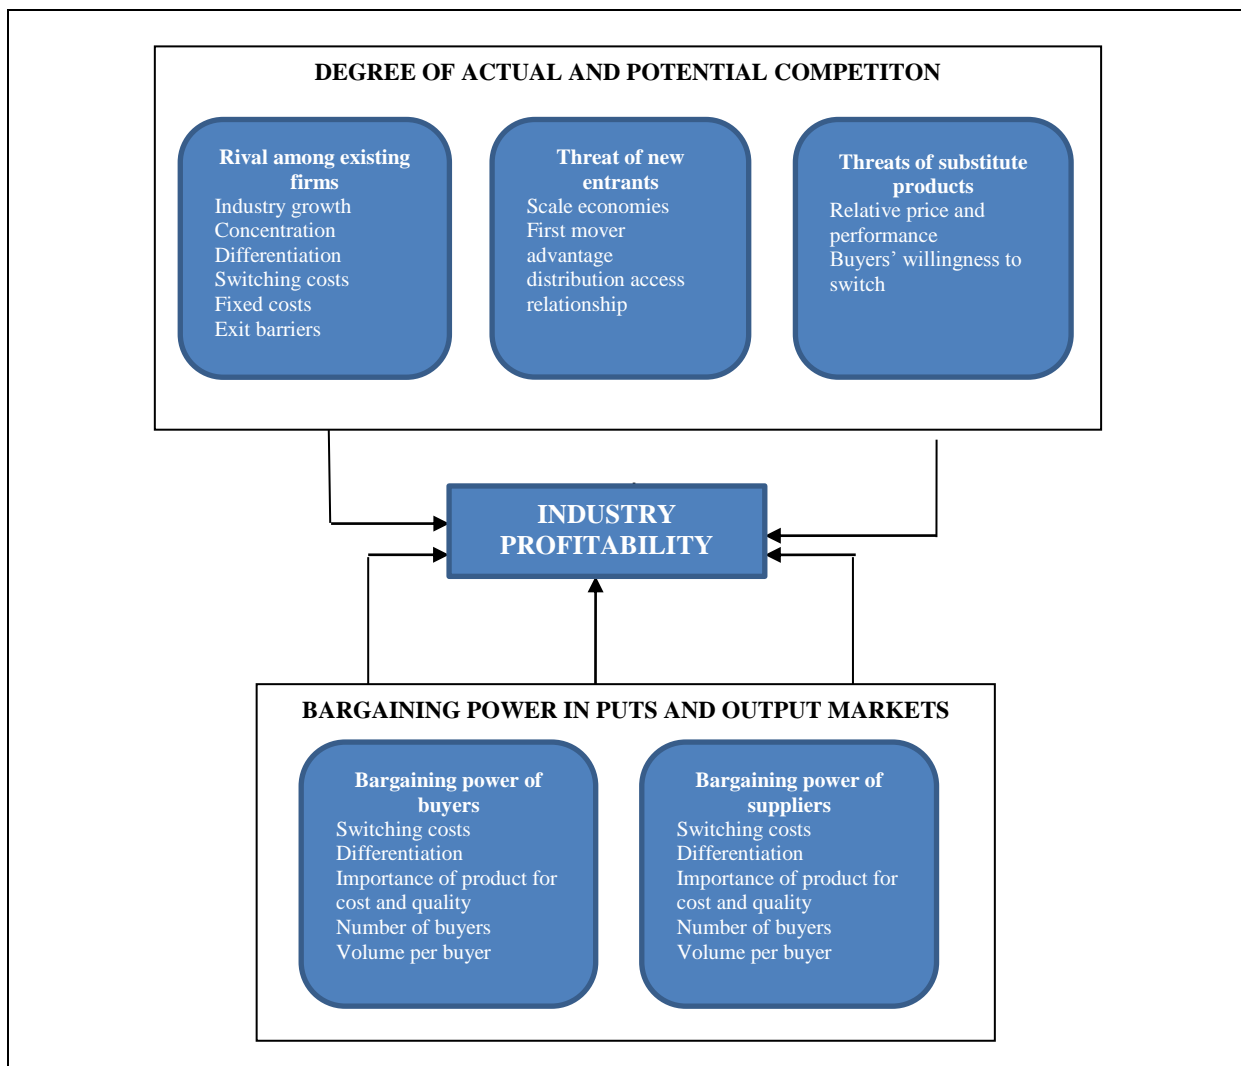 DEGREE OF ACTUAL AND POTENTIAL COMPETITON
Rival among existing
firms
Industry growth
Concentration
Differentiation
Switching costs
Fixed costs
Exit barriers
Threat of new
entrants
Scale economies
First mover
advantage
distribution access
relationship
Threats of substitute
products
Relative price and
performance
Buyers’ willingness to
switch
INDUSTRY
PROFITABILITY
BARGAINING POWER IN PUTS AND OUTPUT MARKETS
Bargaining power of
buyers
Switching costs
Differentiation
Importance of product for
cost and quality
Number of buyers
Volume per buyer
Bargaining power of
suppliers
Switching costs
Differentiation
Importance of product for
cost and quality
Number of buyers
Volume per buyer